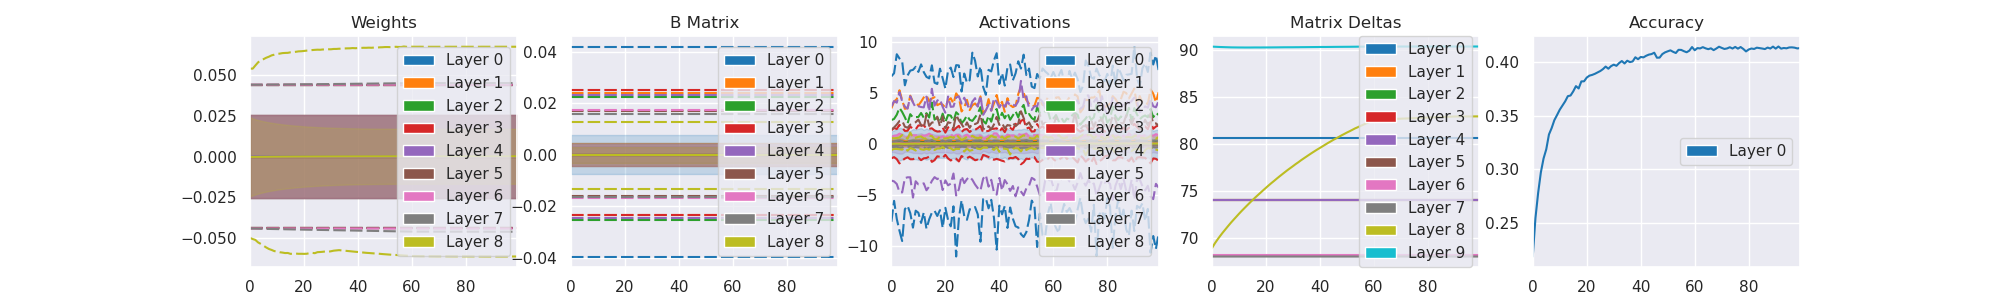 Weights
0.050
0.025
0.000
−0.025
−0.050
0
20
40
60
80
Layer 0
Layer 1
Layer 2
Layer 3
Layer 4
Layer 5
Layer 6
Layer 7
Layer 8
B Matrix
0.04
0.02
0.00
−0.02
−0.04
0
20
40
60
80
Layer 0
Layer 1
Layer 2
Layer 3
Layer 4
Layer 5
Layer 6
Layer 7
Layer 8
Activations
10
5
0
−5
−10
0
20
40
60
80
Layer 0
Layer 1
Layer 2
Layer 3
Layer 4
Layer 5
Layer 6
Layer 7
Layer 8
Matrix Deltas
90
85
80
75
70
0
20
40
60
80
Layer 0
Layer 1
Layer 2
Layer 3
Layer 4
Layer 5
Layer 6
Layer 7
Layer 8
Layer 9
Accuracy
0.40
0.35
0.30
0.25
0
20
40
60
80
Layer 0